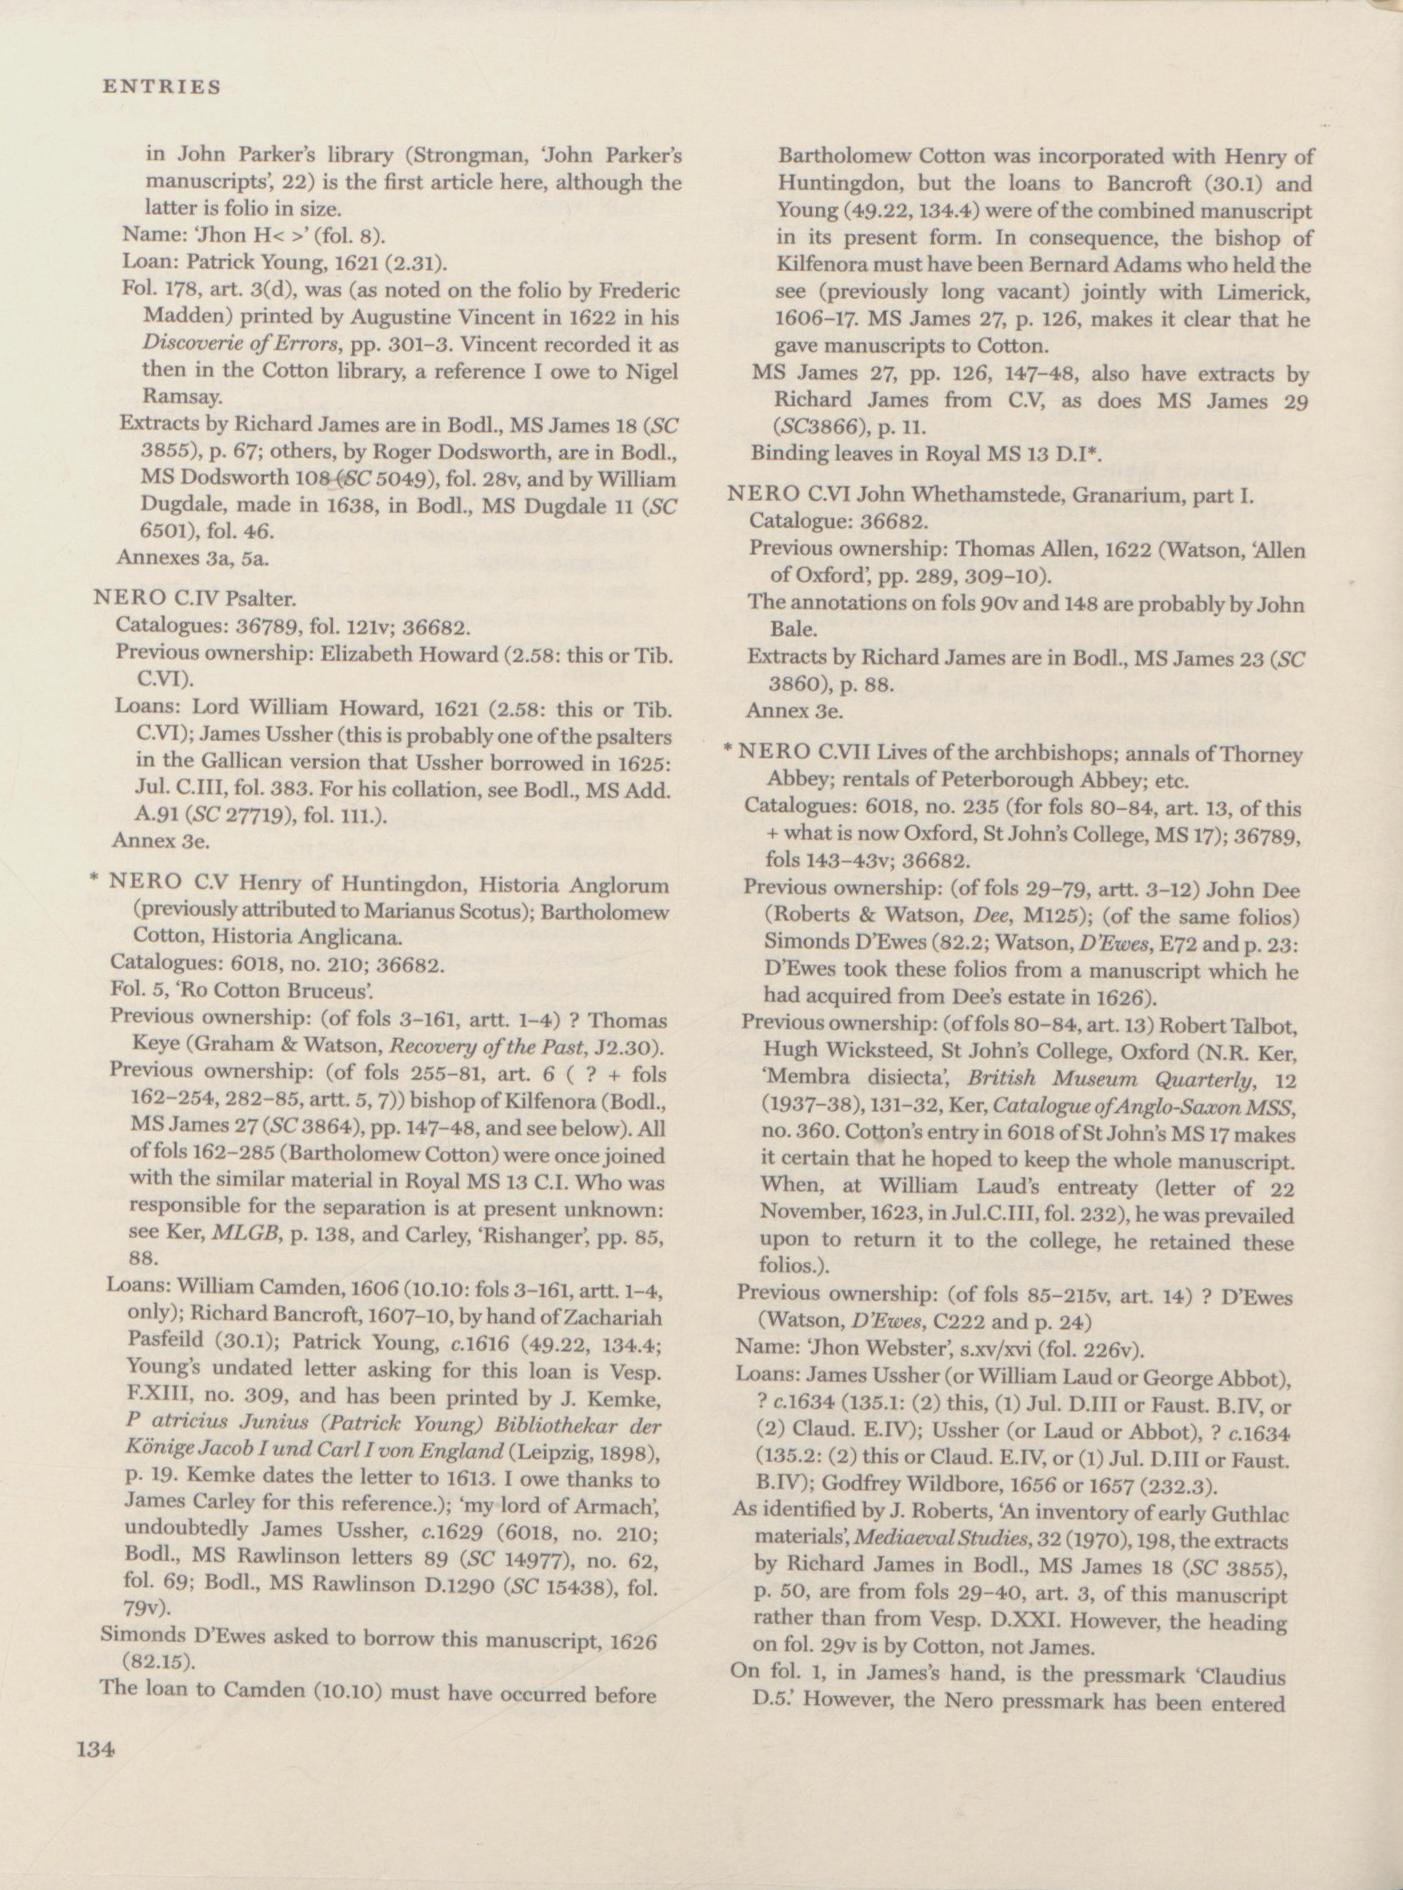 ENTRIES
in John Parker's library (Strongman, 'John Parker's
manuscripts', 22) is the first article here, although the
latter is folio in size.
Name: 'Jhon H< >' (fol. 8).
Loan: Patrick Young, 1621 (2.31).
Fol. 178, art. 3(d), was (as noted on the folio by Frederic
Madden) printed by Augustine Vincent in 1622 in his
Discoverie of Errors, pp. 301–3. Vincent recorded it as
then in the Cotton library, a reference I owe to Nigel
Ramsay.
Extracts by Richard James are in Bodl., MS James 18 (SC
3855), p. 67; others, by Roger Dodsworth, are in Bodl.,
MS Dodsworth 108 (SC 5049), fol. 28v, and by William
Dugdale, made in 1638, in Bodl., MS Dugdale 11 (SC
6501), fol. 46.
Annexes 3a, 5a.
NERO C.IV Psalter.
Catalogues: 36789, fol. 121v; 36682.
Previous ownership: Elizabeth Howard (2.58: this or Tib.
C.VI).
Loans: Lord William Howard, 1621 (2.58: this or Tib.
C.VI); James Ussher (this is probably one of the psalters
in the Gallican version that Ussher borrowed in 1625:
Jul. C.III, fol. 383. For his collation, see Bodl., MS Add.
A.91 (SC 27719), fol. 111.).
Annex 3e.
* NERO C.V Henry of Huntingdon, Historia Anglorum
(previously attributed to Marianus Scotus); Bartholomew
Cotton, Historia Anglicana.
Catalogues: 6018, no. 210; 36682.
Fol. 5, 'Ro Cotton Bruceus'.
Previous ownership: (of fols 3–161, artt. 1–4) ? Thomas
Keye (Graham & Watson, Recovery of the Past, J2.30).
Previous ownership: (of fols 255–81, art. 6 ( ? + fols
162–254, 282–85, artt. 5, 7)) bishop of Kilfenora (Bodl.,
MS James 27 (SC 3864), pp. 147–48, and see below). All
of fols 162–285 (Bartholomew Cotton) were once joined
with the similar material in Royal MS 13 C.I. Who was
responsible for the separation is at present unknown:
see Ker, MLGB, p. 138, and Carley, 'Rishanger', pp. 85,
88.
Loans: William Camden, 1606 (10.10: fols 3–161, artt. 1–4,
only); Richard Bancroft, 1607–10, by hand of Zachariah
Pasfeild (30.1); Patrick Young, c.1616 (49.22, 134.4;
Young's undated letter asking for this loan is Vesp.
F.XIII, no. 309, and has been printed by J. Kemke,
P atricius Junius (Patrick Young) Bibliothekar der
Könige Jacob I und Carl I von England (Leipzig, 1898),
p. 19. Kemke dates the letter to 1613. I owe thanks to
James Carley for this reference.); 'my lord of Armach',
undoubtedly James Ussher, c.1629 (6018, no. 210;
Bodl., MS Rawlinson letters 89 (SC 14977), no. 62,
fol. 69; Bodl., MS Rawlinson D.1290 (SC 15438), fol.
79v).
Simonds D'Ewes asked to borrow this manuscript, 1626
(82.15).
The loan to Camden (10.10) must have occurred before
134
Bartholomew Cotton was incorporated with Henry of
Huntingdon, but the loans to Bancroft (30.1) and
Young (49.22, 134.4) were of the combined manuscript
in its present form. In consequence, the bishop of
Kilfenora must have been Bernard Adams who held the
see (previously long vacant) jointly with Limerick,
1606–17. MS James 27, p. 126, makes it clear that he
gave manuscripts to Cotton.
MS James 27, pp. 126, 147–48, also have extracts by
Richard James from C.V, as does MS James 29
(SC3866), p. 11.
Binding leaves in Royal MS 13 D.I*.
NERO C.VI John Whethamstede, Granarium, part I.
Catalogue: 36682.
Previous ownership: Thomas Allen, 1622 (Watson, 'Allen
of Oxford', pp. 289, 309–10).
The annotations on fols 90v and 148 are probably by John
Bale.
Extracts by Richard James are in Bodl., MS James 23 (SC
3860), p. 88.
Annex 3e.
* NERO C.VII Lives of the archbishops; annals of Thorney
Abbey; rentals of Peterborough Abbey; etc.
Catalogues: 6018, no. 235 (for fols 80–84, art. 13, of this
+ what is now Oxford, St John's College, MS 17); 36789,
fols 143–43v; 36682.
Previous ownership: (of fols 29–79, artt. 3–12) John Dee
(Roberts & Watson, Dee, M125); (of the same folios)
Simonds D'Ewes (82.2; Watson, D'Ewes, E72 and p. 23:
D'Ewes took these folios from a manuscript which he
had acquired from Dee's estate in 1626).
Previous ownership: (of fols 80–84, art. 13) Robert Talbot,
Hugh Wicksteed, St John's College, Oxford (N.R. Ker,
'Membra disiecta', British Museum Quarterly, 12
(1937–38), 131–32, Ker, Catalogue of Anglo-Saxon MSS,
no. 360. Cotton's entry in 6018 of St John's MS 17 makes
it certain that he hoped to keep the whole manuscript.
When, at William Laud's entreaty (letter of 22
November, 1623, in Jul.C.III, fol. 232), he was prevailed
upon to return it to the college, he retained these
folios.).
Previous ownership: (of fols 85–215v, art. 14) ? D'Ewes
(Watson, D'Ewes, C222 and p. 24)
Name: 'Jhon Webster', s.xv/xvi (fol. 226v).
Loans: James Ussher (or William Laud or George Abbot),
? c.1634 (135.1: (2) this, (1) Jul. D.III or Faust. B.IV, or
(2) Claud. E.IV); Ussher (or Laud or Abbot), ? c.1634
(135.2: (2) this or Claud. E.IV, or (1) Jul. D.III or Faust.
B.IV); Godfrey Wildbore, 1656 or 1657 (232.3).
As identified by J. Roberts, 'An inventory of early Guthlac
materials', Mediaeval Studies, 32 (1970), 198, the extracts
by Richard James in Bodl., MS James 18 (SC 3855),
p. 50, are from fols 29–40, art. 3, of this manuscript
rather than from Vesp. D.XXI. However, the heading
on fol. 29v is by Cotton, not James.
On fol. 1, in James's hand, is the pressmark 'Claudius
D.5.' However, the Nero pressmark has been entered